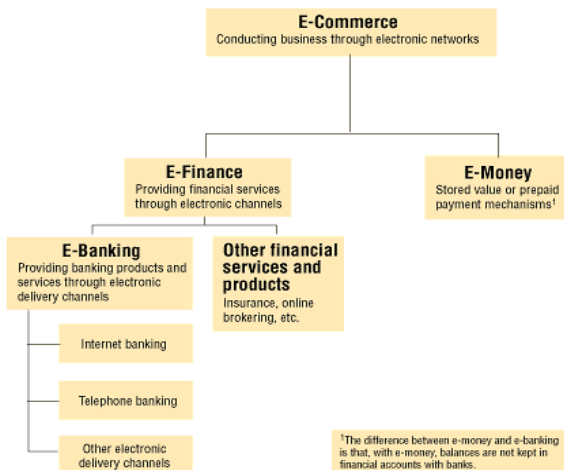 E-Commerce
Conducting business through electronic networks
E-Finance
Providing financial services
through electronic channels
E-Money
Stored value or prepaid
payment mechanisms¹
E-Banking
Providing banking products and
services through electronic
delivery channels
Other financial
services and
products
Insurance, online
brokering, etc.
Internet banking
Telephone banking
Other electronic
delivery channels
¹The difference between e-money and e-banking
is that, with e-money, balances are not kept in
financial accounts with banks.